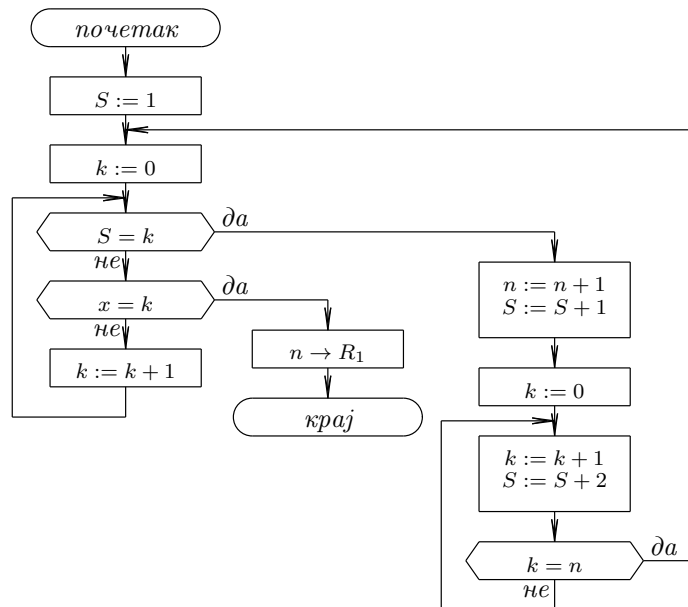 почетак
S := 1
k := 0
S = k
да
не
x = k
да
не
k := k + 1
n → R₁
крај
n := n + 1
S := S + 1
k := 0
k := k + 1
S := S + 2
k = n
да
не